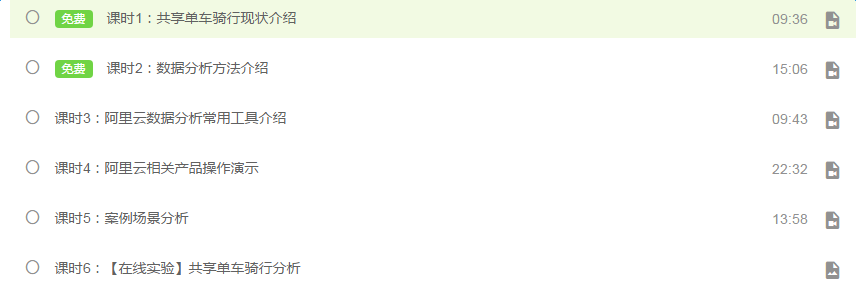 免费 课时1：共享单车骑行现状介绍 09:36
免费 课时2：数据分析方法介绍 15:06
课时3：阿里云数据分析常用工具介绍 09:43
课时4：阿里云相关产品操作演示 22:32
课时5：案例场景分析 13:58
课时6：【在线实验】共享单车骑行分析